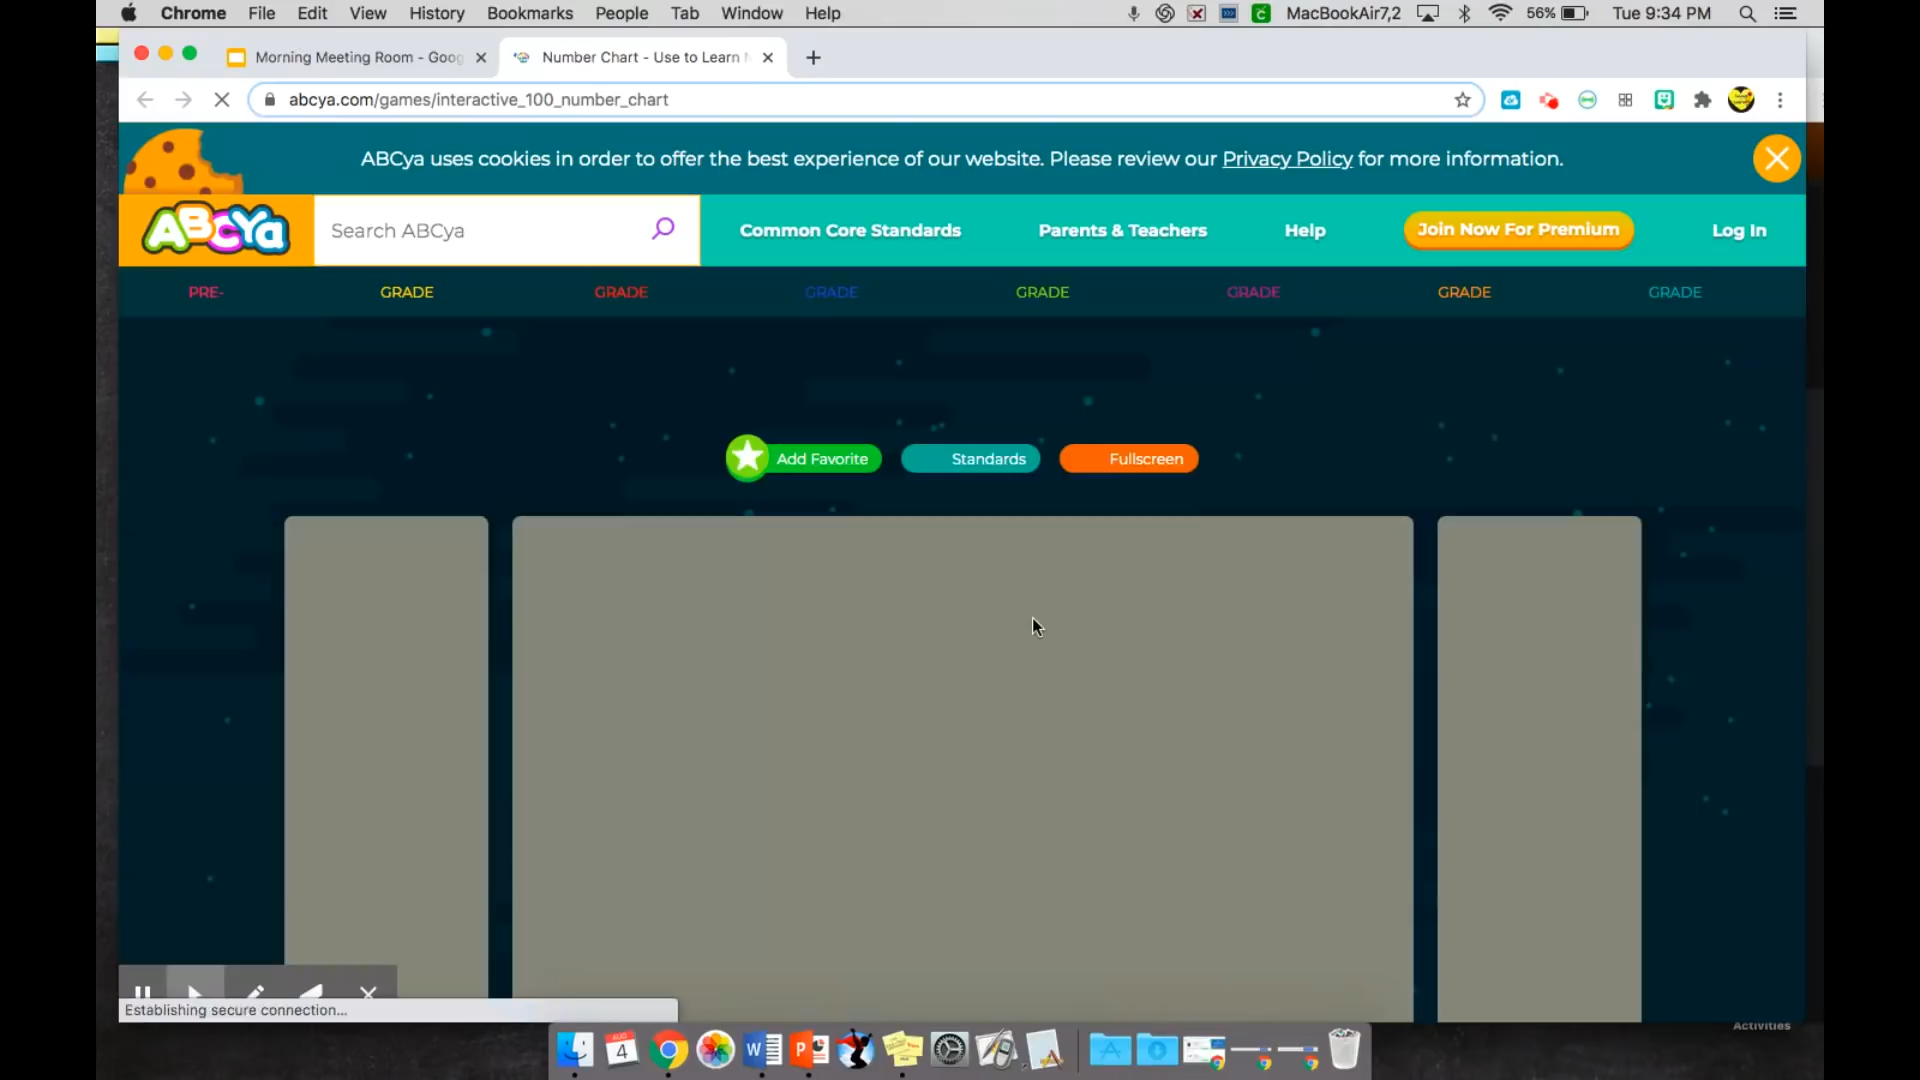 Chrome File Edit View History Bookmarks People Tab Window Help MacBookAir7,2 56% Tue 9:34 PM
Morning Meeting Room - Goog Number Chart - Use to Learn
abcya.com/games/interactive_100_number_chart
ABCya uses cookies in order to offer the best experience of our website. Please review our Privacy Policy for more information.
ABCYa Search ABCya Common Core Standards Parents & Teachers Help Join Now For Premium Log In
PRE- GRADE GRADE GRADE GRADE GRADE GRADE GRADE
Add Favorite Standards Fullscreen
Establishing secure connection...
Activities
AUG
4
W P